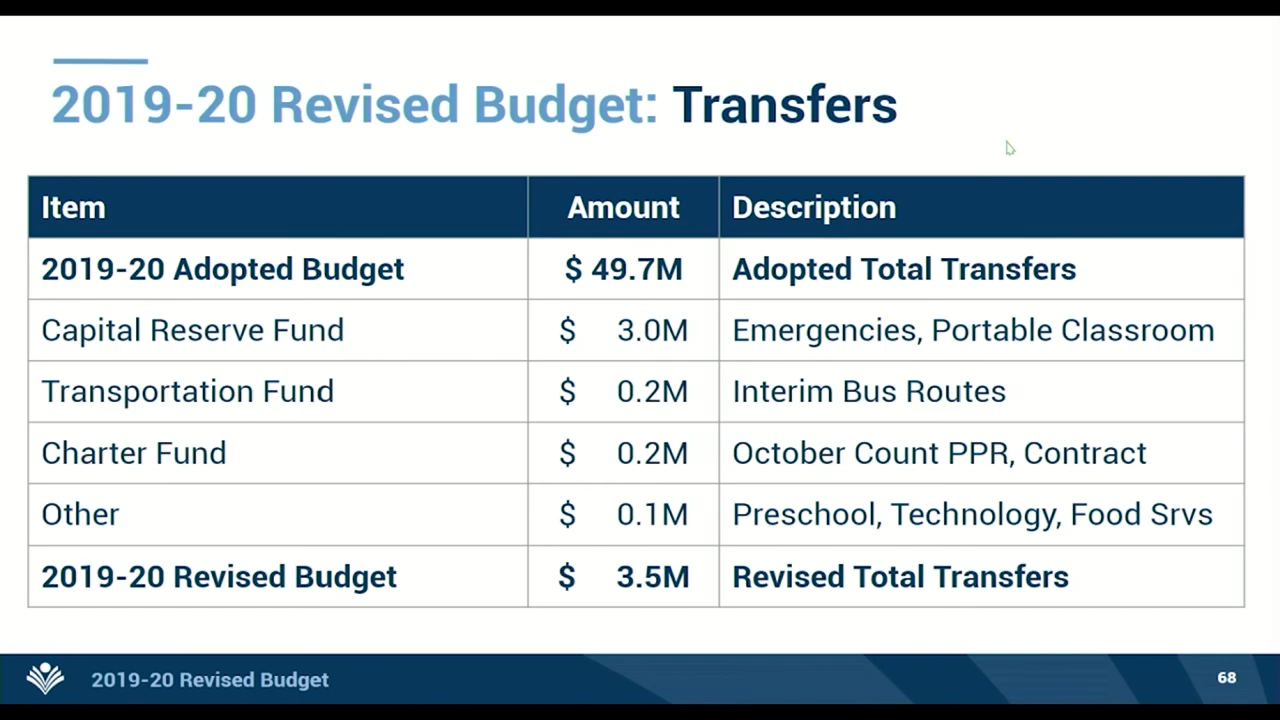 2019-20 Revised Budget: Transfers
Item Amount Description
2019-20 Adopted Budget $ 49.7M Adopted Total Transfers
Capital Reserve Fund $ 3.0M Emergencies, Portable Classroom
Transportation Fund $ 0.2M Interim Bus Routes
Charter Fund $ 0.2M October Count PPR, Contract
Other $ 0.1M Preschool, Technology, Food Srvs
2019-20 Revised Budget $ 3.5M Revised Total Transfers
2019-20 Revised Budget 68